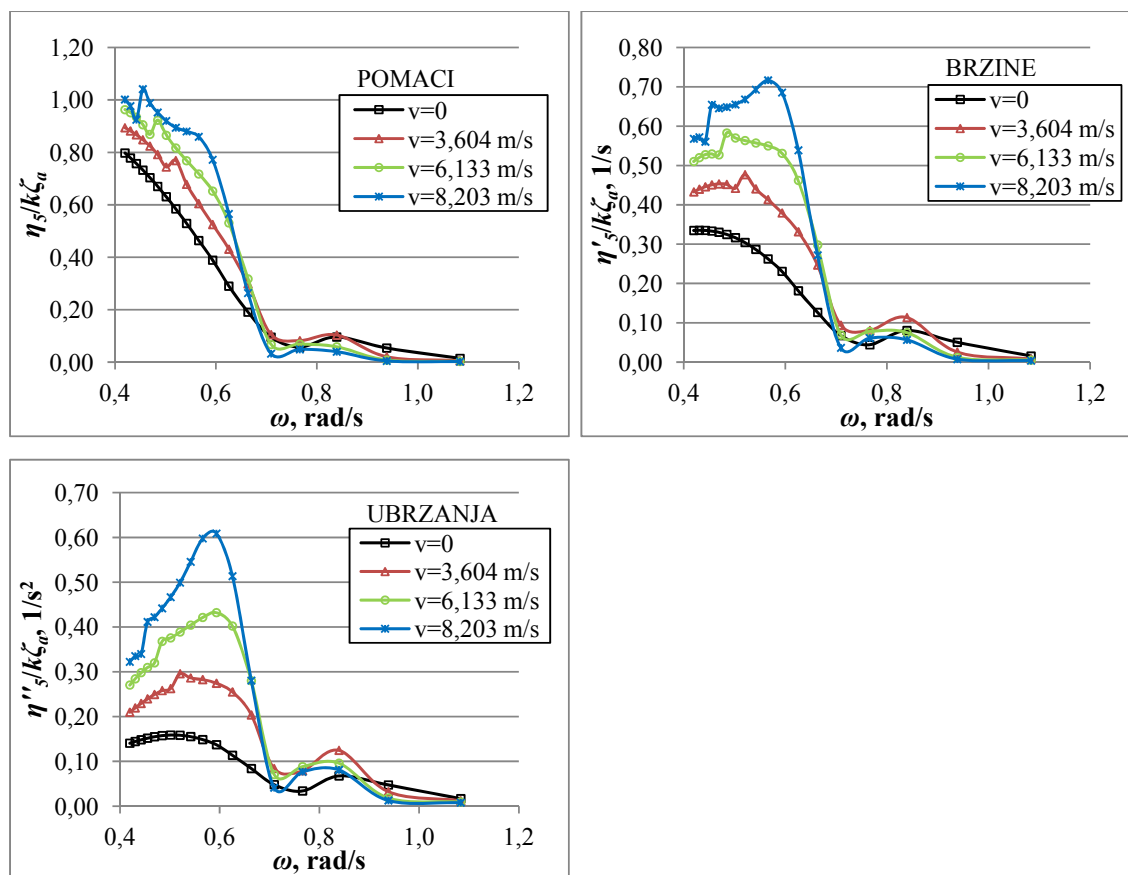 POMACI
v=0
v=3,604 m/s
v=6,133 m/s
v=8,203 m/s
1,20
1,00
0,80
0,60
0,40
0,20
0,00
η5/kζa
0,4 0,6 0,8 1,0 1,2
ω, rad/s
BRZINE
v=0
v=3,604 m/s
v=6,133 m/s
v=8,203 m/s
0,80
0,70
0,60
0,50
0,40
0,30
0,20
0,10
0,00
η'5/kζa, 1/s
0,4 0,6 0,8 1,0 1,2
ω, rad/s
UBRZANJA
v=0
v=3,604 m/s
v=6,133 m/s
v=8,203 m/s
0,70
0,60
0,50
0,40
0,30
0,20
0,10
0,00
η''5/kζa, 1/s²
0,4 0,6 0,8 1,0 1,2
ω, rad/s